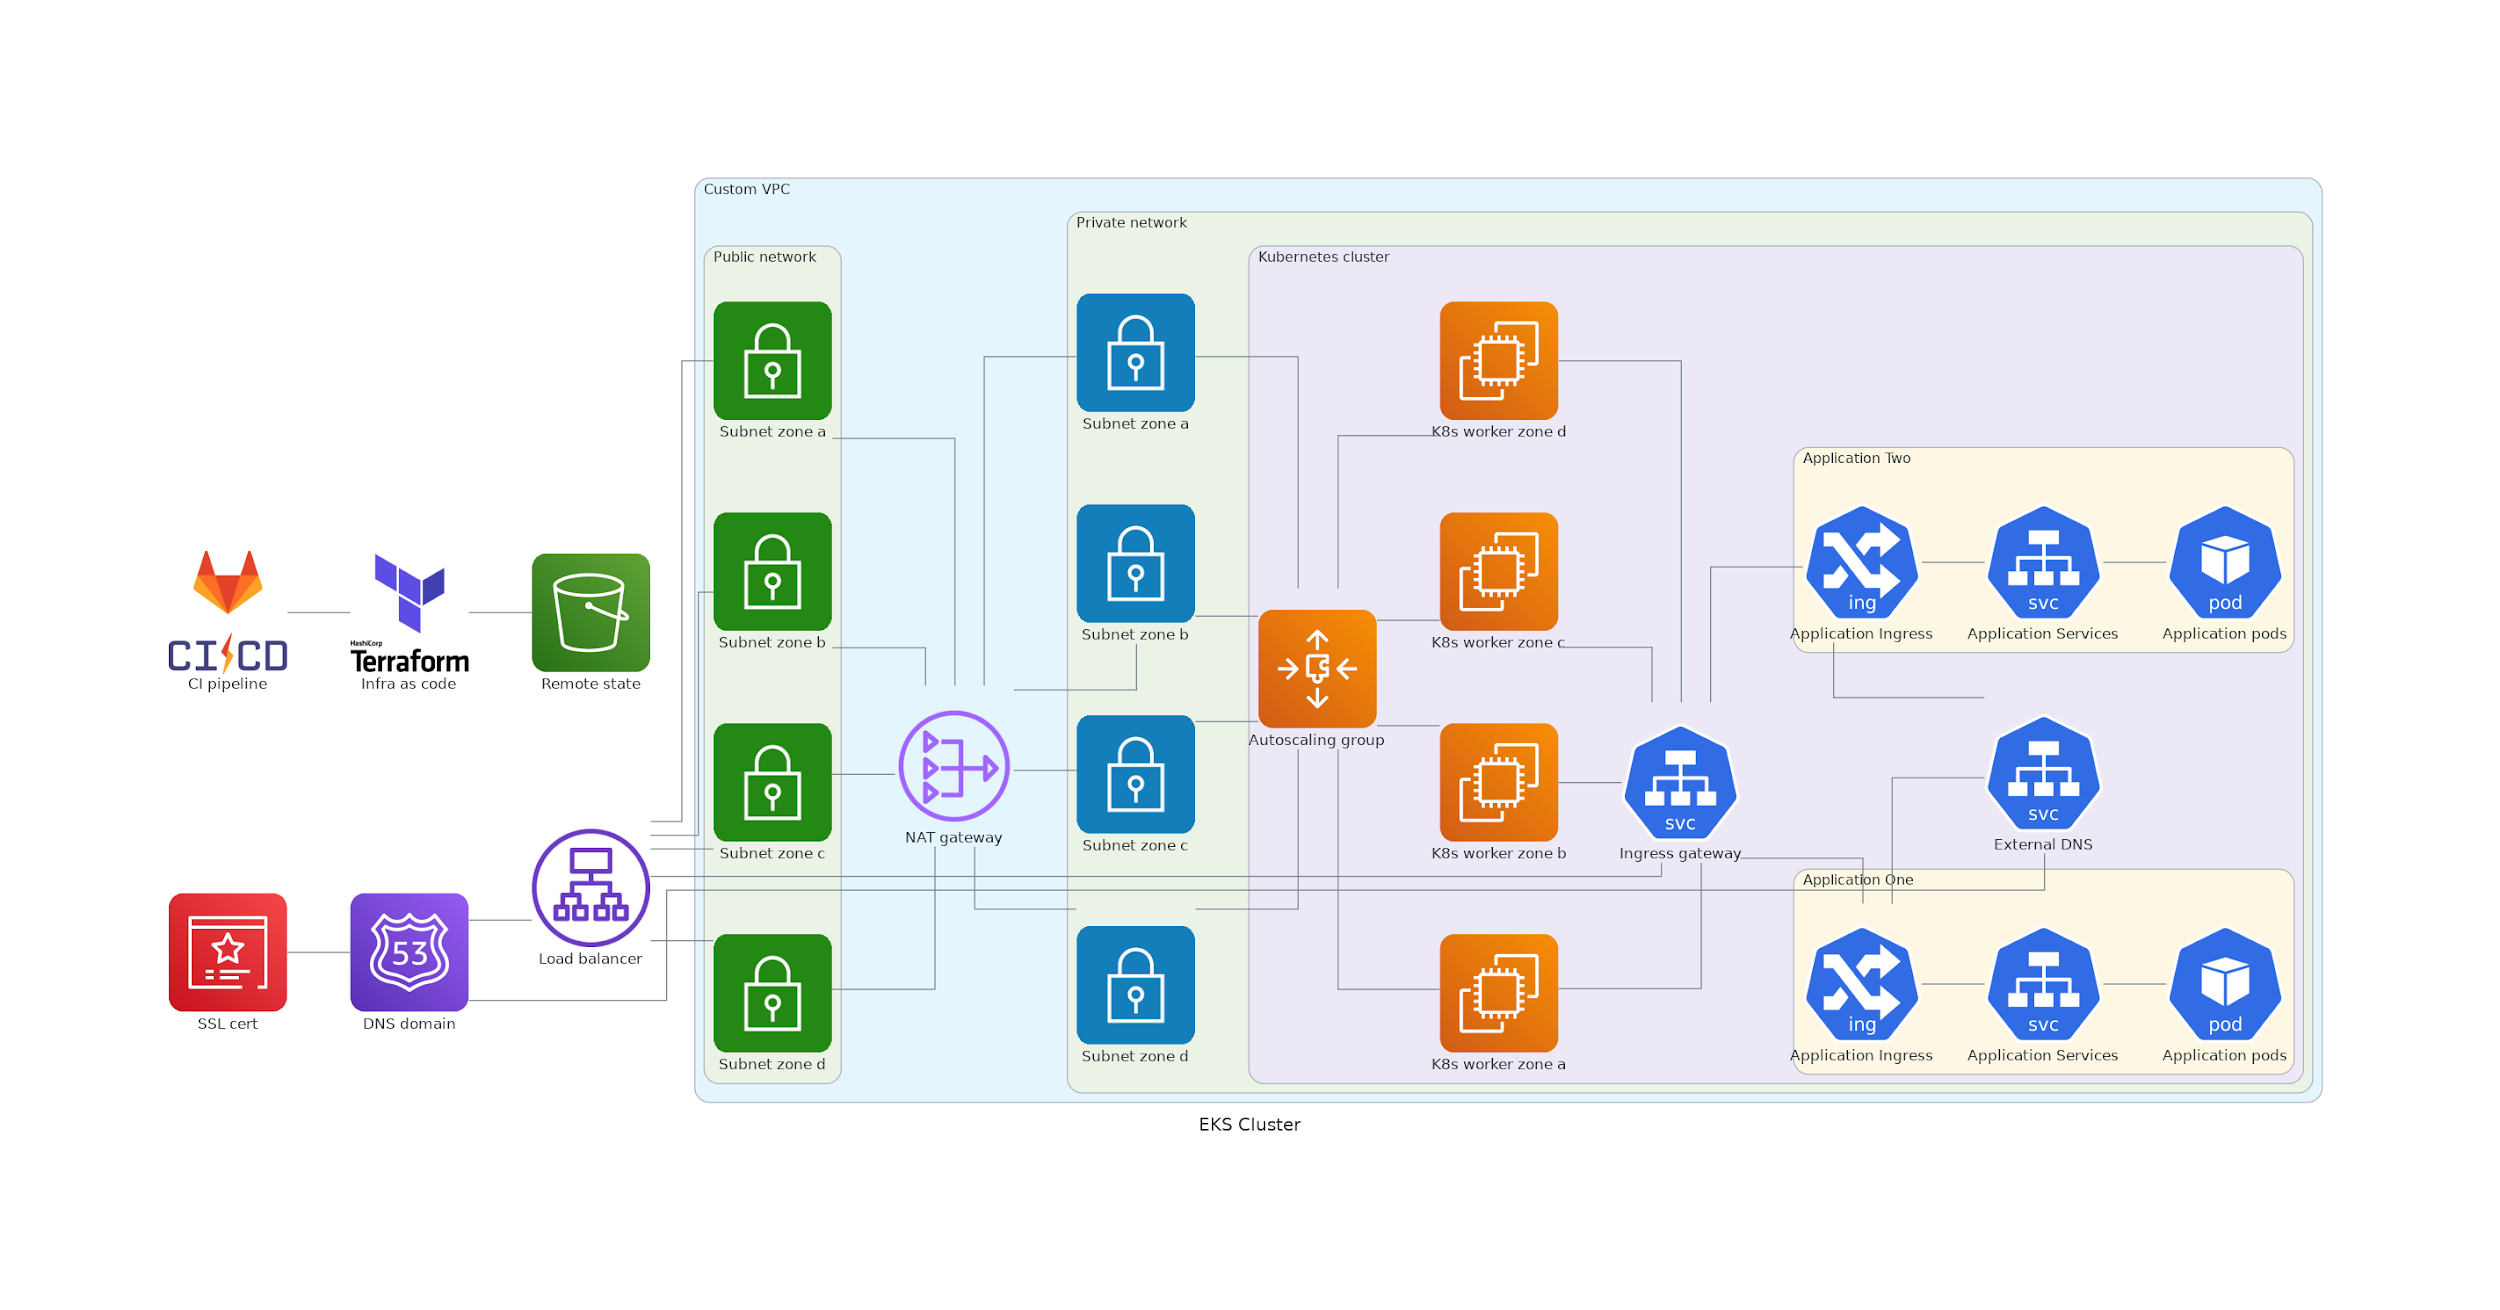 Custom VPC
Private network
Public network
Kubernetes cluster
Subnet zone a
Subnet zone a
K8s worker zone d
Application Two
Subnet zone b
Subnet zone b
K8s worker zone c
ing
svc
pod
Application Ingress
Application Services
Application pods
CI CD
CI pipeline
HashiCorp
Terraform
Infra as code
Remote state
Autoscaling group
NAT gateway
Subnet zone c
Subnet zone c
K8s worker zone b
svc
Ingress gateway
svc
External DNS
Load balancer
SSL cert
53
DNS domain
Application One
Subnet zone d
Subnet zone d
K8s worker zone a
ing
svc
pod
Application Ingress
Application Services
Application pods
EKS Cluster